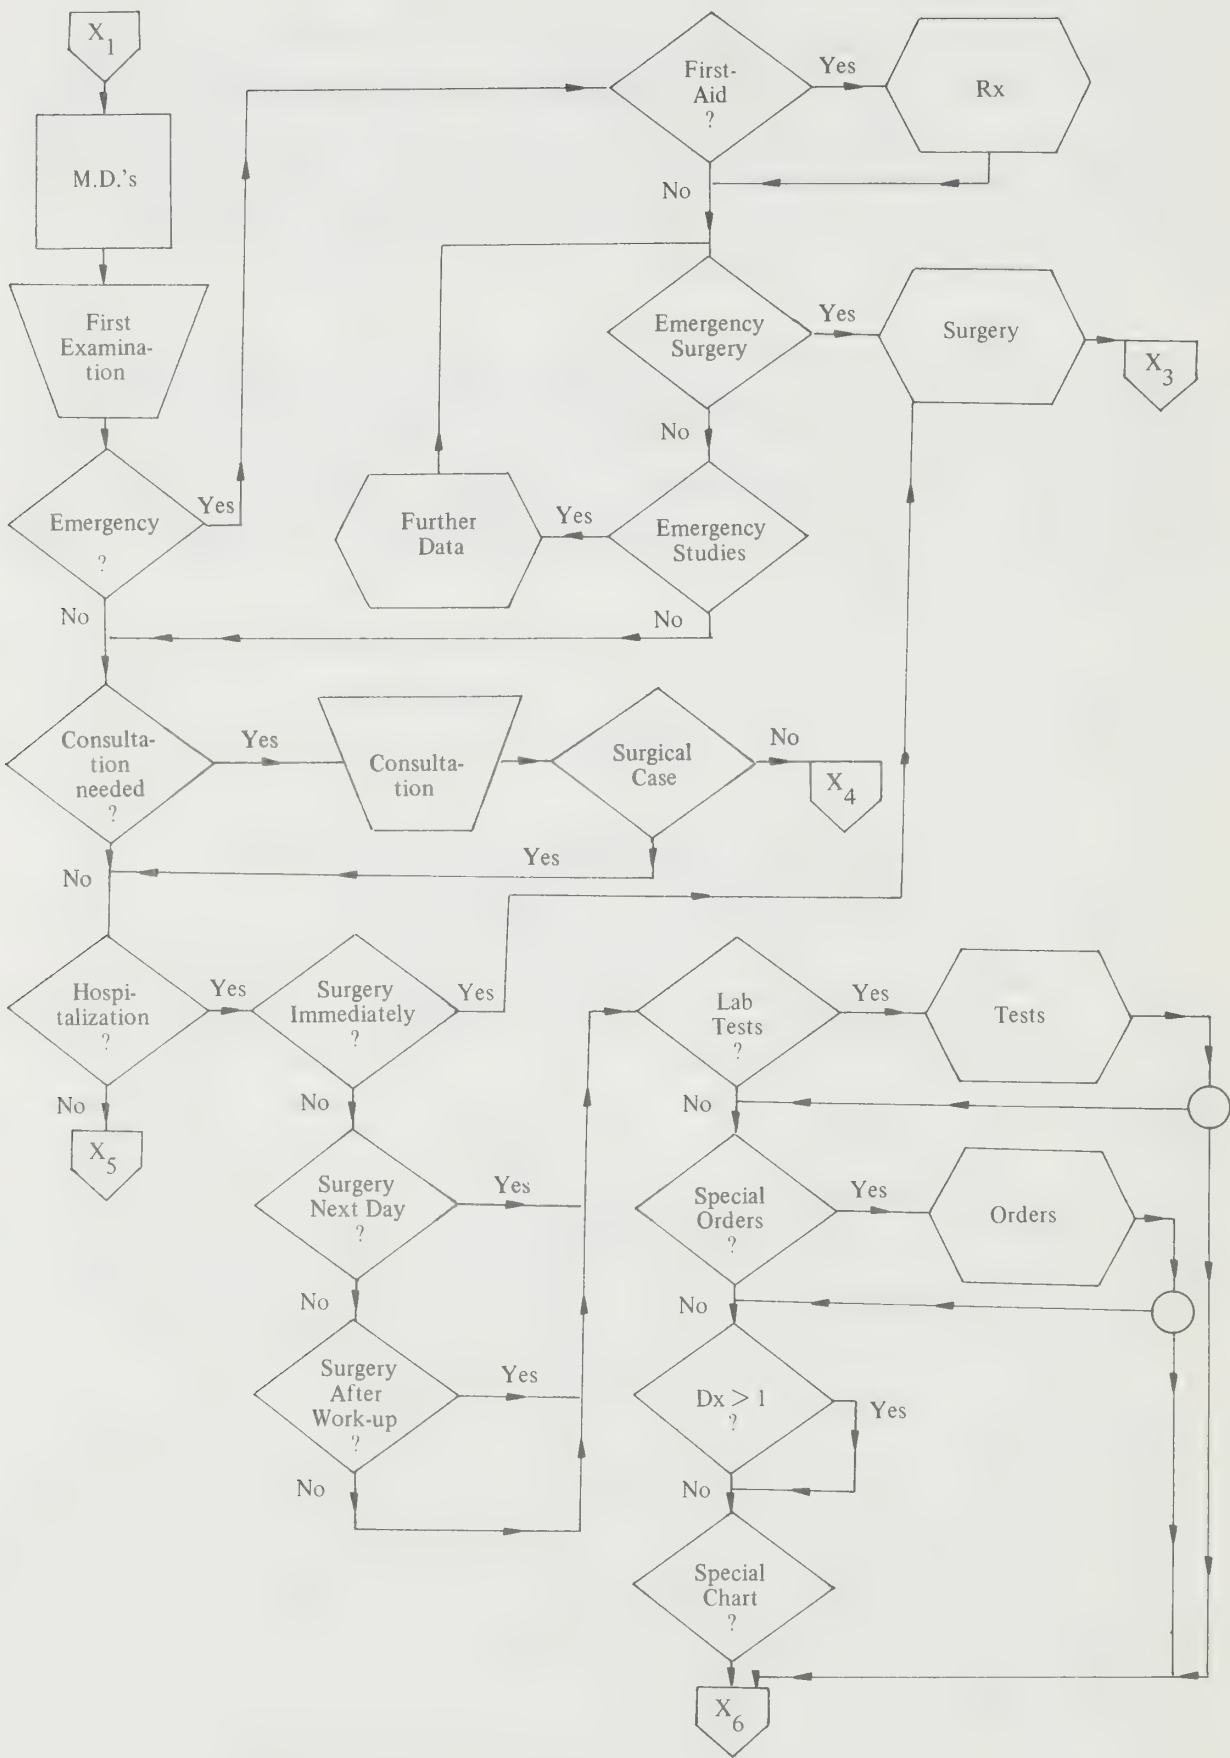 X1
M.D.'s
First
Examina-
tion
Emergency
?
Yes
No
First-
Aid
?
Yes
Rx
No
Emergency
Surgery
Yes
Surgery
X3
No
Emergency
Studies
Yes
Further
Data
No
Consulta-
tion
needed
?
Yes
Consulta-
tion
Surgical
Case
No
X4
Yes
No
Hospi-
talization
?
Yes
No
X5
Surgery
Immediately
?
Yes
No
Surgery
Next Day
?
Yes
No
Surgery
After
Work-up
?
Yes
No
Lab
Tests
?
Yes
Tests
No
Special
Orders
?
Yes
Orders
No
Dx > 1
?
Yes
No
Special
Chart
?
X6